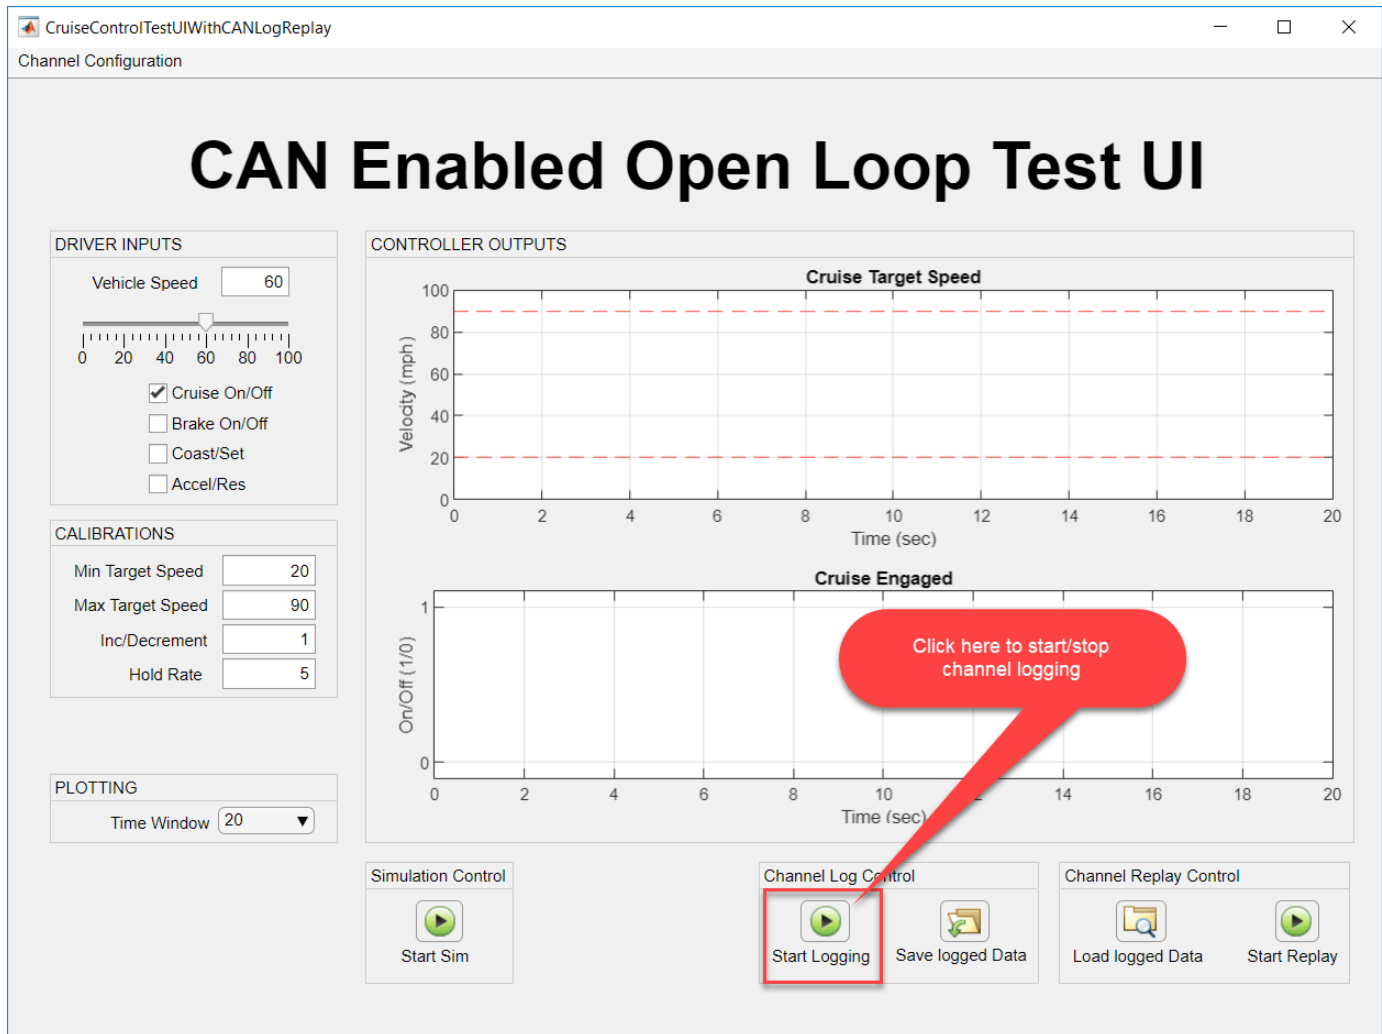 CruiseControlTestUIWithCANLogReplay
Channel Configuration
CAN Enabled Open Loop Test UI
DRIVER INPUTS
Vehicle Speed 60
0 20 40 60 80 100
Cruise On/Off
Brake On/Off
Coast/Set
Accel/Res
CALIBRATIONS
Min Target Speed 20
Max Target Speed 90
Inc/Decrement 1
Hold Rate 5
PLOTTING
Time Window 20
CONTROLLER OUTPUTS
Cruise Target Speed
Velocity (mph)
100
80
60
40
20
0
0 2 4 6 8 10 12 14 16 18 20
Time (sec)
Cruise Engaged
On/Off (1/0)
1
0
Click here to start/stop
channel logging
0 2 4 6 8 10 2 14 16 18 20
Time (sec)
Simulation Control
Start Sim
Channel Log Control
Start Logging
Save logged Data
Channel Replay Control
Load logged Data
Start Replay